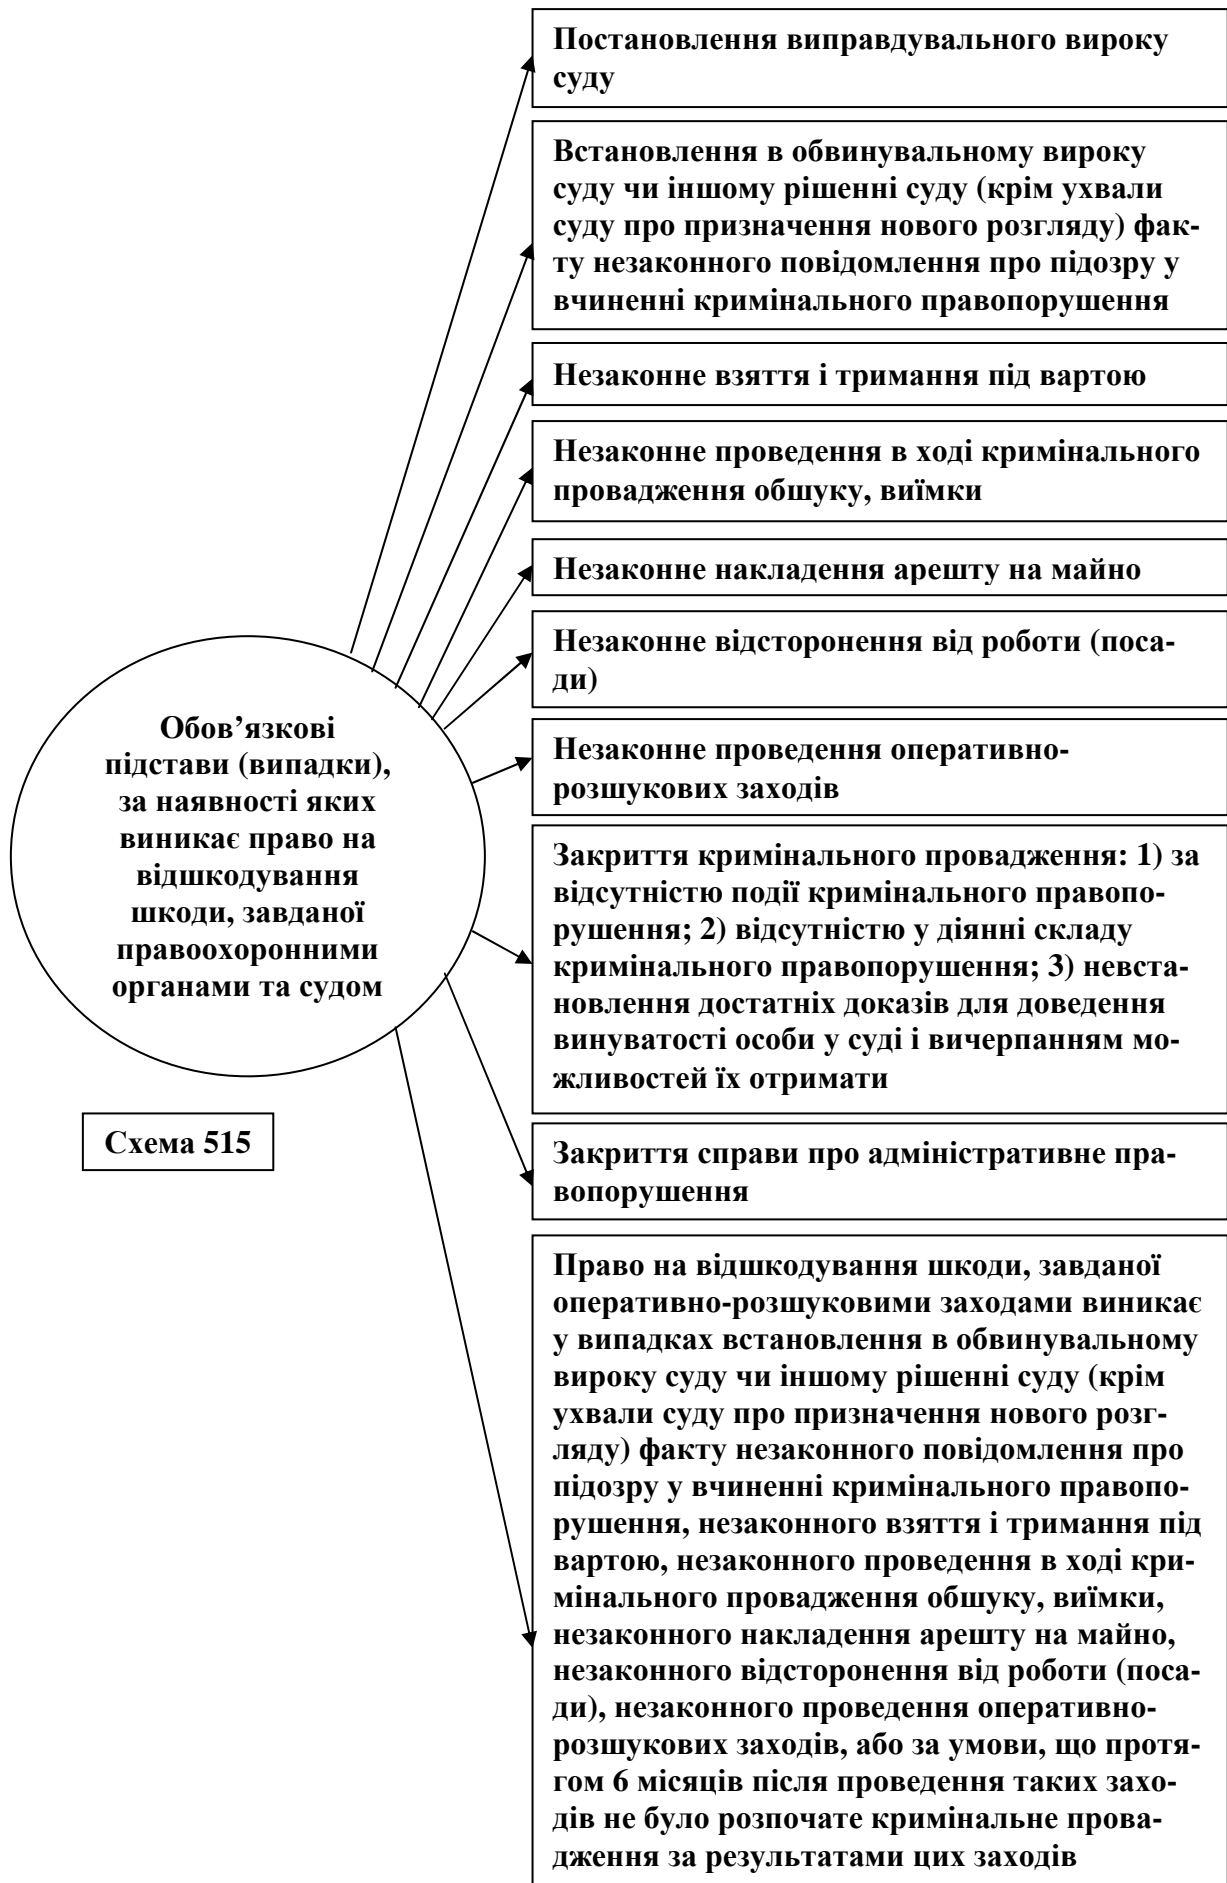 Постановлення виправдувального вироку
суду
Встановлення в обвинувальному вироку
суду чи іншому рішенні суду (крім ухвали
суду про призначення нового розгляду) фак-
ту незаконного повідомлення про підозру у
вчиненні кримінального правопорушення
Незаконне взяття і тримання під вартою
Незаконне проведення в ході кримінального
провадження обшуку, виїмки
Незаконне накладення арешту на майно
Незаконне відсторонення від роботи (поса-
ди)
Обов’язкові
підстави (випадки),
за наявності яких
виникає право на
відшкодування
шкоди, завданої
правоохоронними
органами та судом
Незаконне проведення оперативно-
розшукових заходів
Закриття кримінального провадження: 1) за
відсутністю події кримінального правопо-
рушення; 2) відсутністю у діянні складу
кримінального правопорушення; 3) невста-
новлення достатніх доказів для доведення
винуватості особи у суді і вичерпанням мо-
жливостей їх отримати
Схема 515
Закриття справи про адміністративне пра-
вопорушення
Право на відшкодування шкоди, завданої
оперативно-розшуковими заходами виникає
у випадках встановлення в обвинувальному
вироку суду чи іншому рішенні суду (крім
ухвали суду про призначення нового розг-
ляду) факту незаконного повідомлення про
підозру у вчиненні кримінального правопо-
рушення, незаконного взяття і тримання під
вартою, незаконного проведення в ході кри-
мінального провадження обшуку, виїмки,
незаконного накладення арешту на майно,
незаконного відсторонення від роботи (поса-
ди), незаконного проведення оперативно-
розшукових заходів, або за умови, що протя-
гом 6 місяців після проведення таких захо-
дів не було розпочате кримінальне прова-
дження за результатами цих заходів